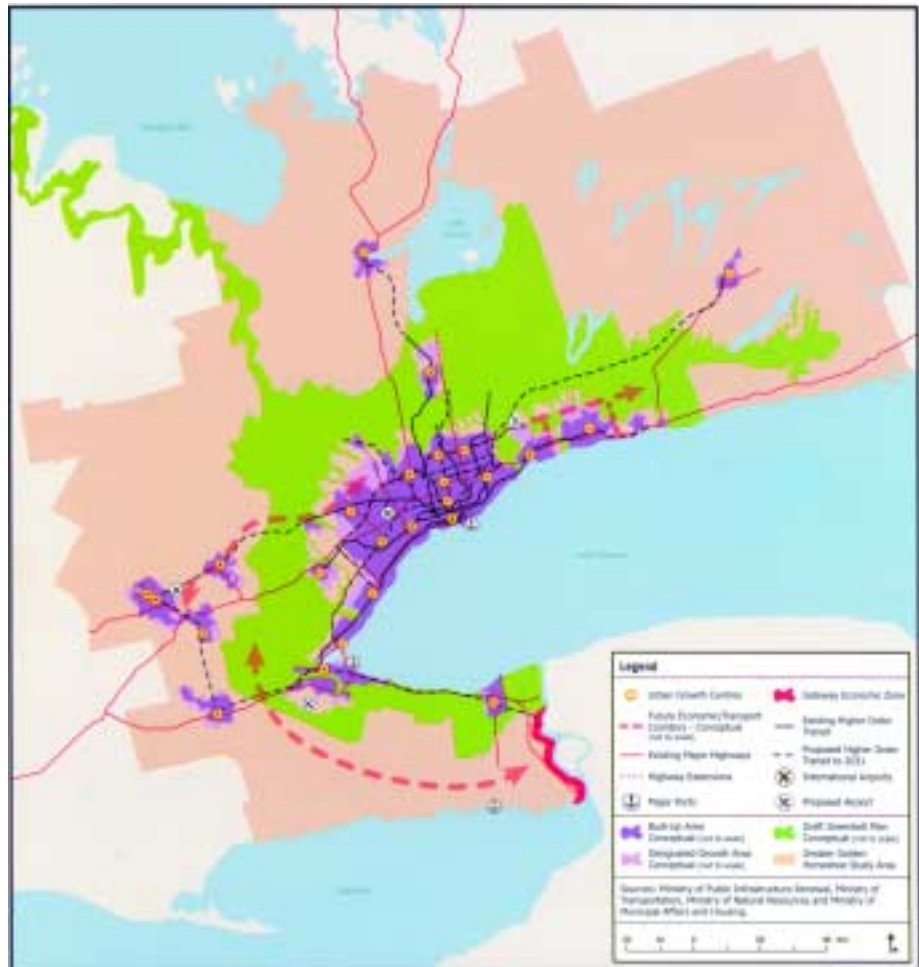 Legend
Urban Growth Centres
Gateway Economic Zone
Future Economic/Transport
Corridors - Conceptual
(not to scale)
Existing Higher Order
Transit
Existing Major Highways
Proposed Higher Order
Transit to 2031
Highway Extensions
International Airports
Major Ports
Proposed Airport
Built-Up Area
Conceptual (not to scale)
Draft Greenbelt Plan
Conceptual (not to scale)
Designated Growth Area
Conceptual (not to scale)
Greater Golden
Horseshoe Study Area
Sources: Ministry of Public Infrastructure Renewal, Ministry of
Transportation, Ministry of Natural Resources and Ministry of
Municipal Affairs and Housing.